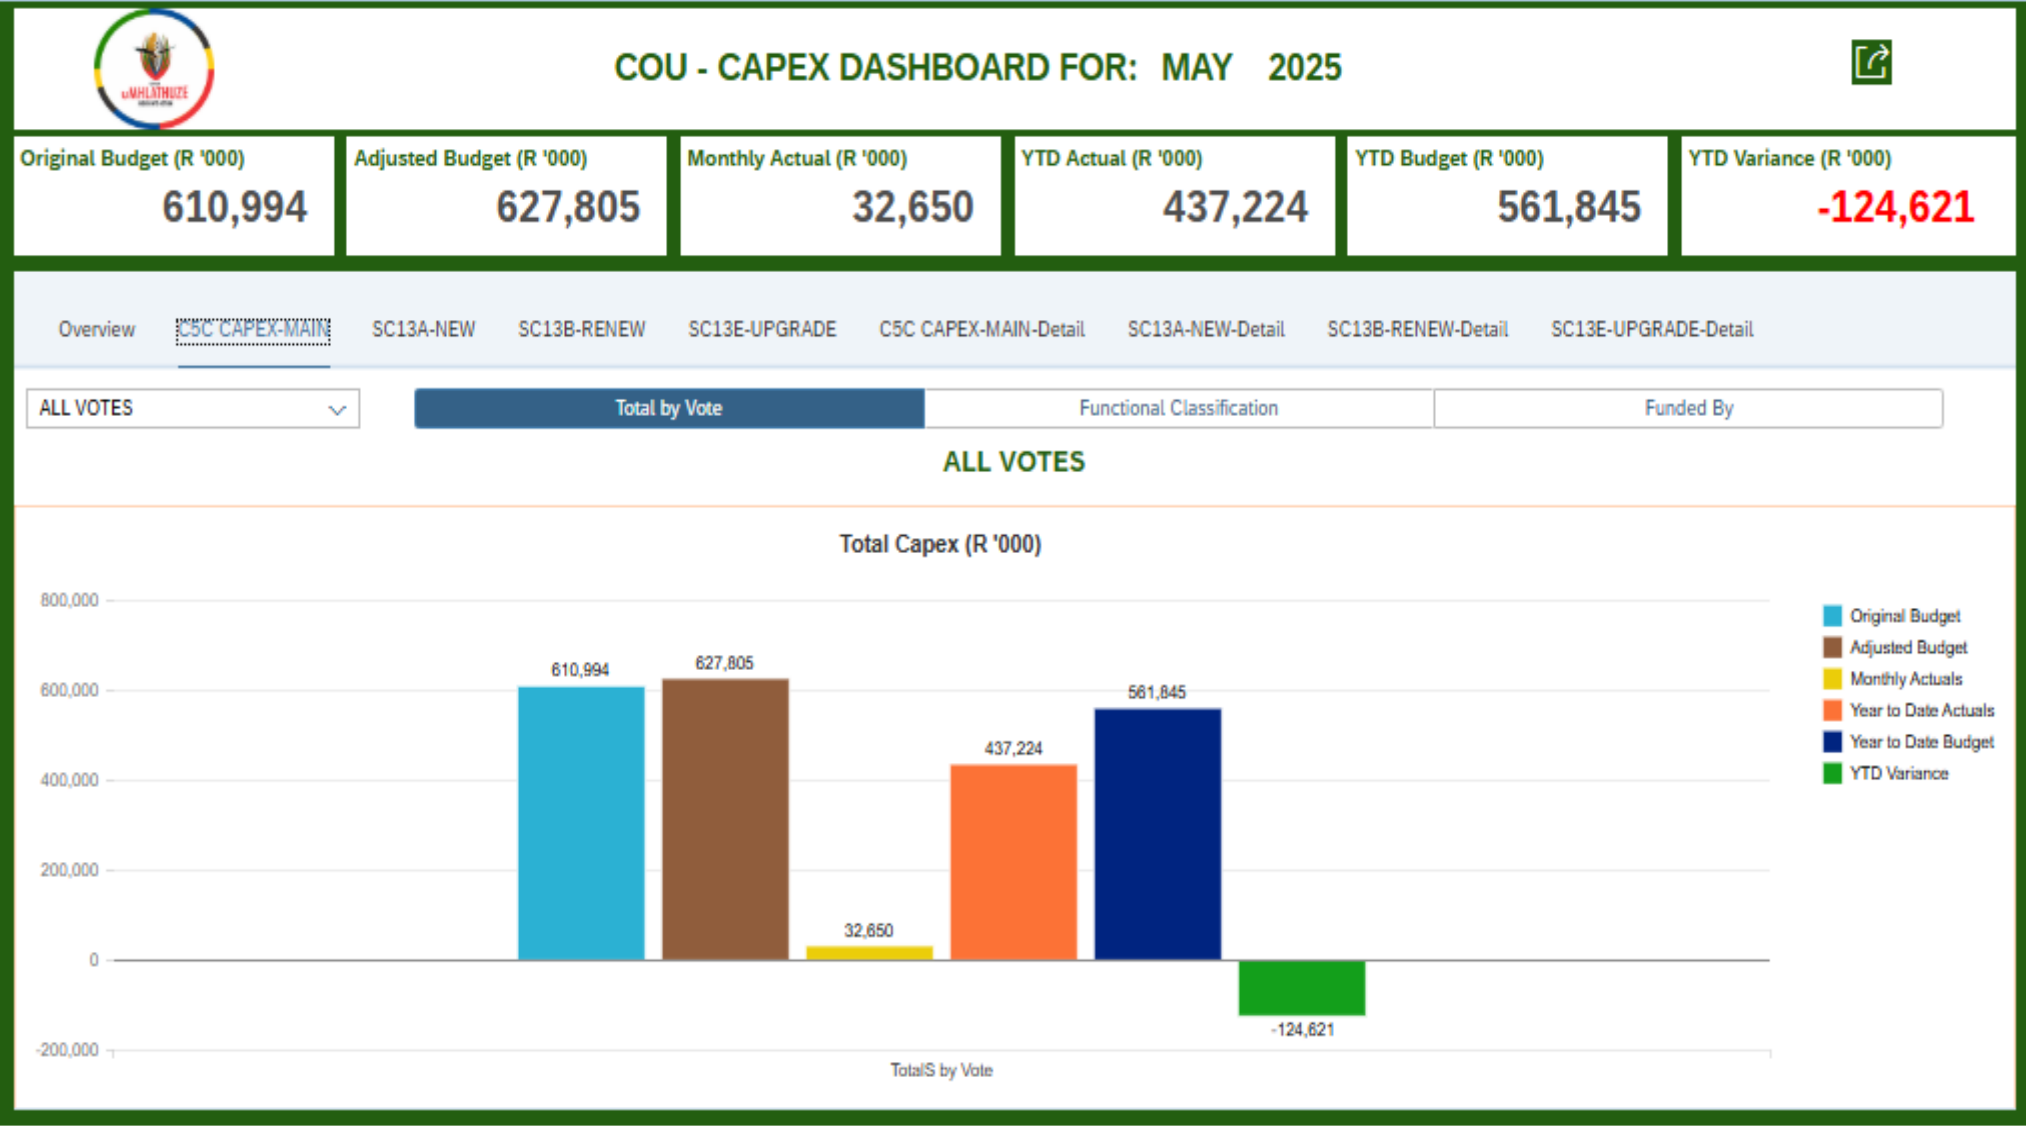 uMHLATHUZE
COU - CAPEX DASHBOARD FOR: MAY 2025
Original Budget (R '000)
610,994
Adjusted Budget (R '000)
627,805
Monthly Actual (R '000)
32,650
YTD Actual (R '000)
437,224
YTD Budget (R '000)
561,845
YTD Variance (R '000)
-124,621
Overview C5C CAPEX-MAIN SC13A-NEW SC13B-RENEW SC13E-UPGRADE C5C CAPEX-MAIN-Detail SC13A-NEW-Detail SC13B-RENEW-Detail SC13E-UPGRADE-Detail
ALL VOTES Total by Vote Functional Classification Funded By
ALL VOTES
Total Capex (R '000)
800,000
600,000
400,000
200,000
0
-200,000
610,994
627,805
32,650
437,224
561,845
-124,621
TotalS by Vote
Original Budget
Adjusted Budget
Monthly Actuals
Year to Date Actuals
Year to Date Budget
YTD Variance